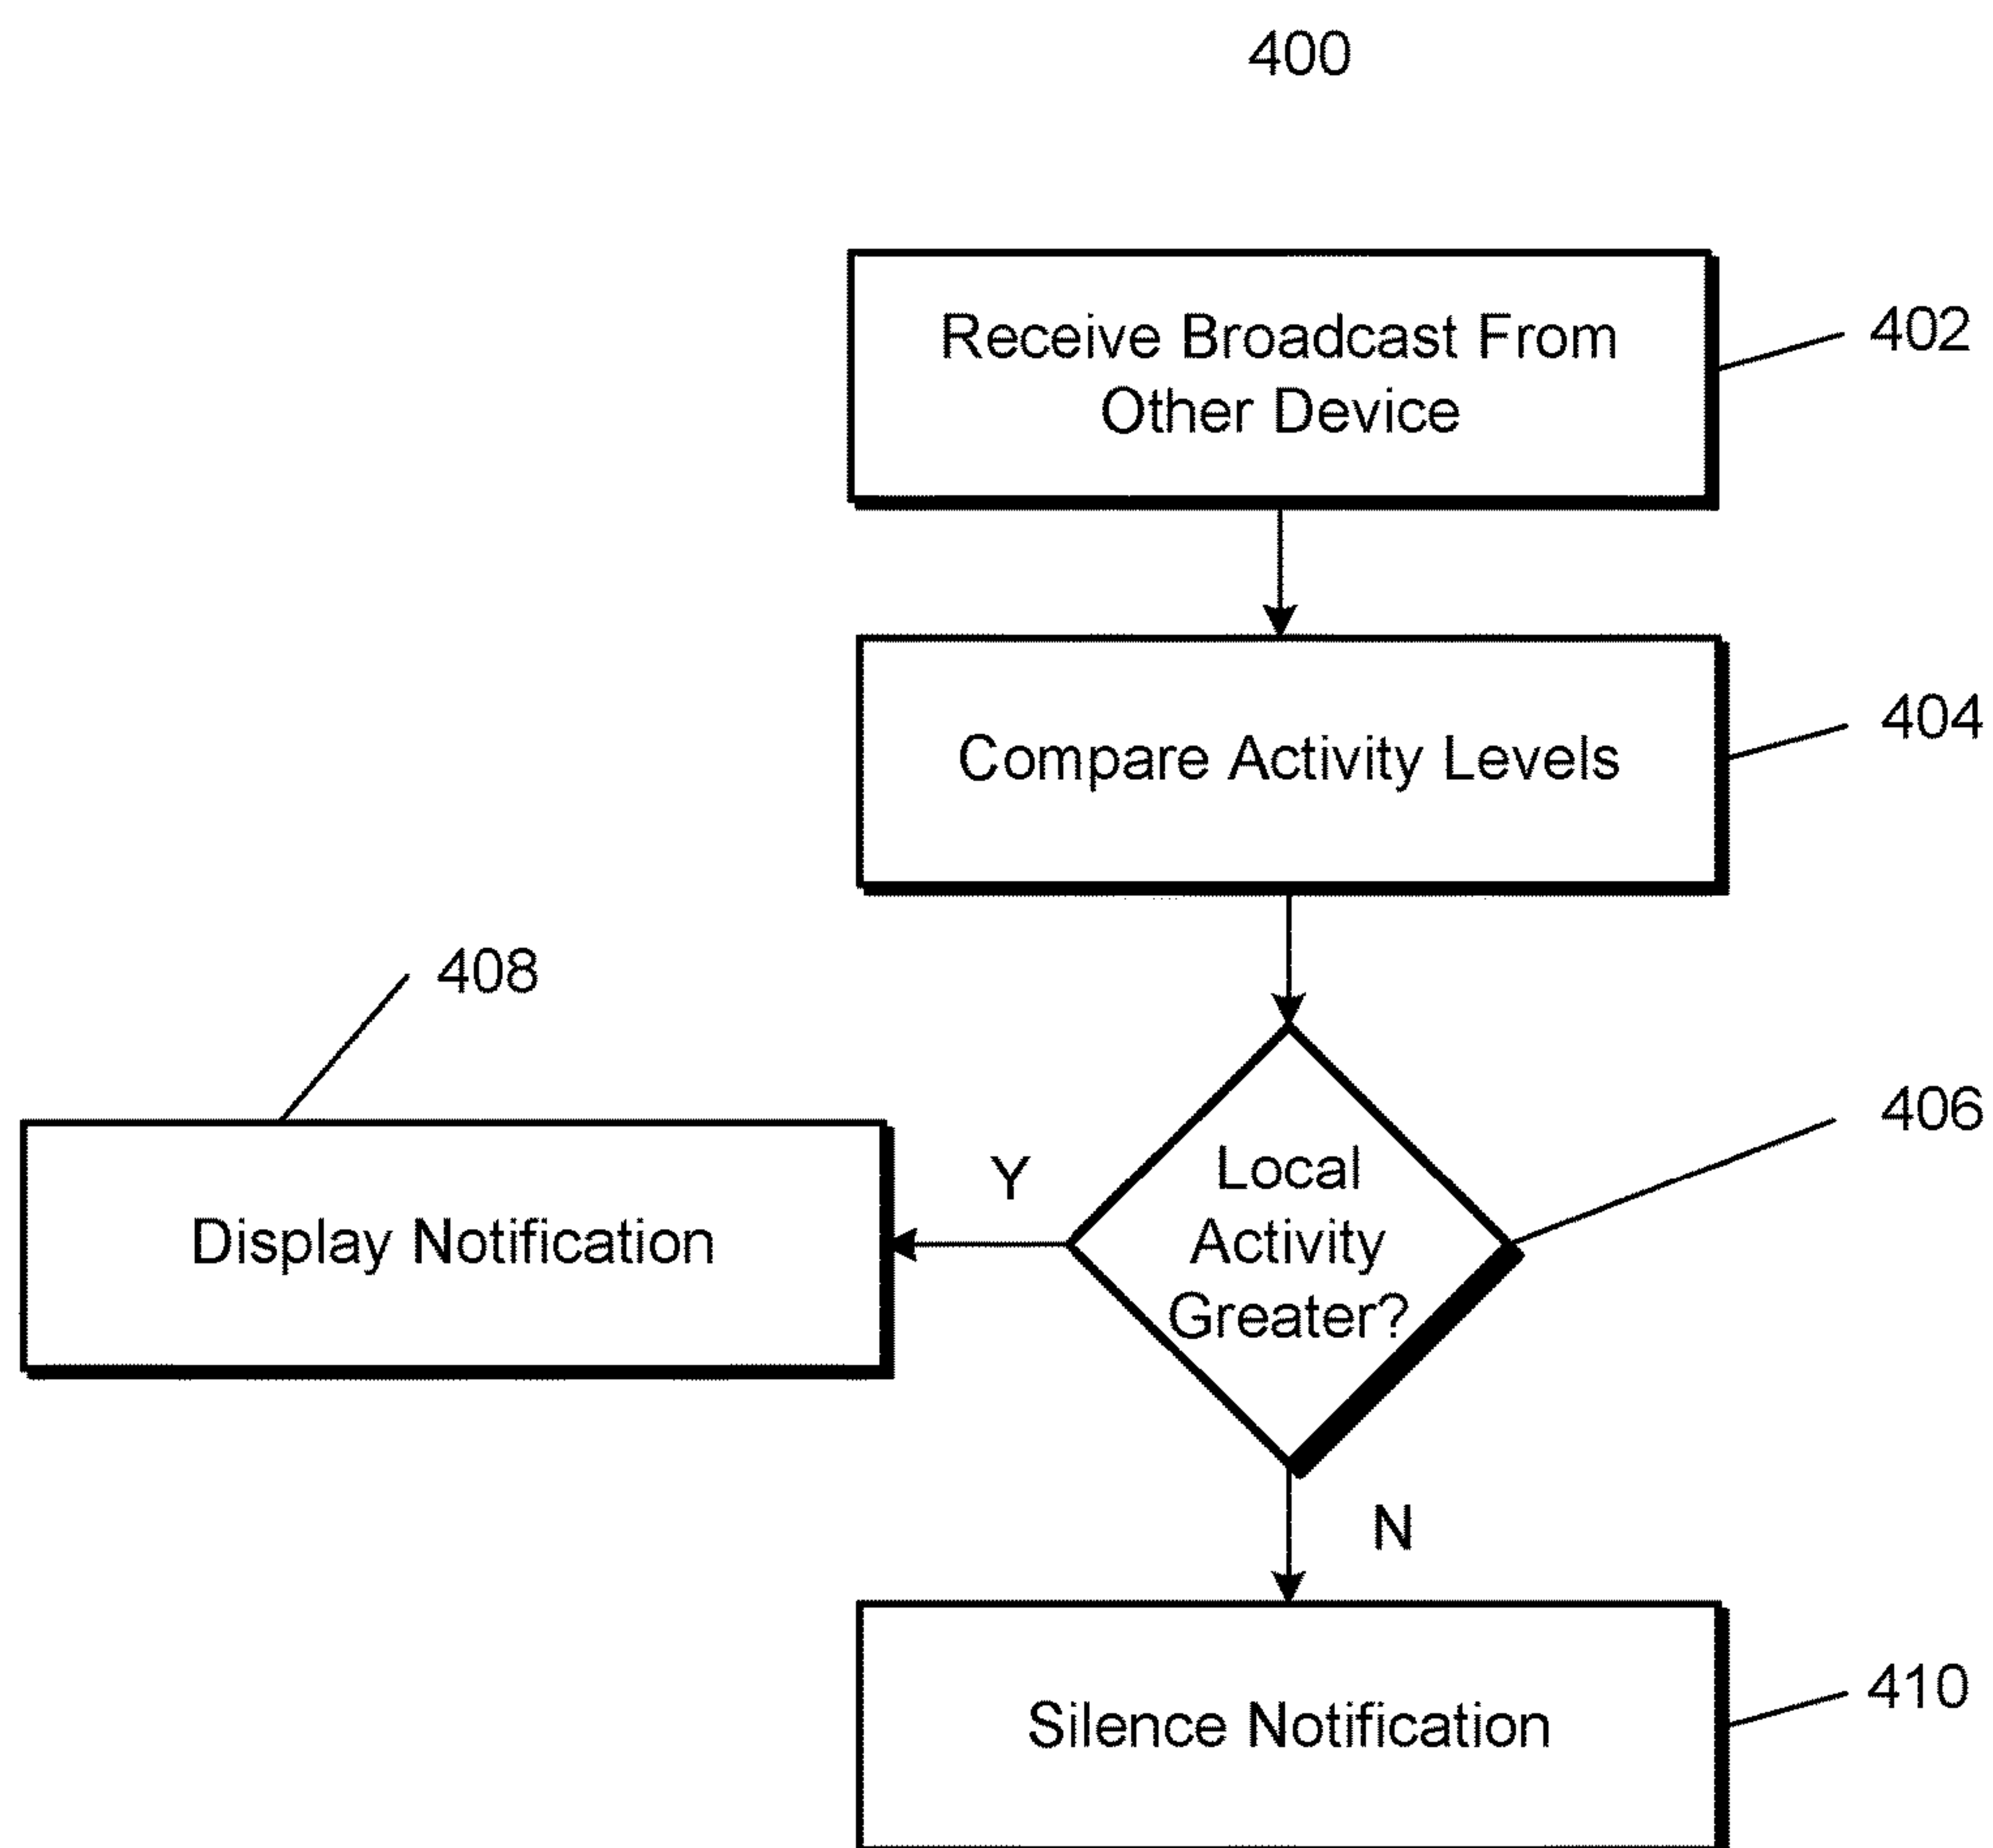 400
Receive Broadcast From
Other Device
402
Compare Activity Levels
404
408
406
Display Notification
Y
Local
Activity
Greater?
N
Silence Notification
410